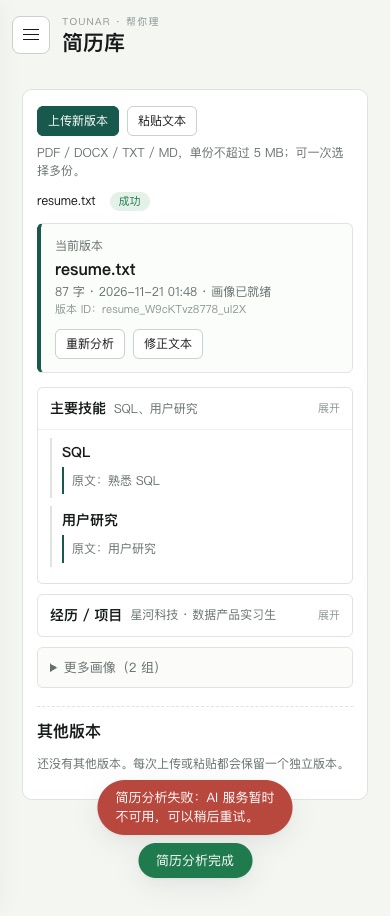 TOUNAR · 帮你理
简历库
上传新版本 粘贴文本
PDF / DOCX / TXT / MD，单份不超过 5 MB；可一次选
择多份。
resume.txt 成功
当前版本
resume.txt
87 字 · 2026-11-21 01:48 · 画像已就绪
版本 ID：resume_W9cKTvz8778_ul2X
重新分析 修正文本
主要技能 SQL、用户研究 展开
SQL
原文：熟悉 SQL
用户研究
原文：用户研究
经历 / 项目 星河科技 · 数据产品实习生 展开
▶ 更多画像（2 组）
其他版本
还没有其他版本。每次上传或粘贴都会保留一个独立版本。
简历分析失败：AI 服务暂时
不可用，可以稍后重试。
简历分析完成